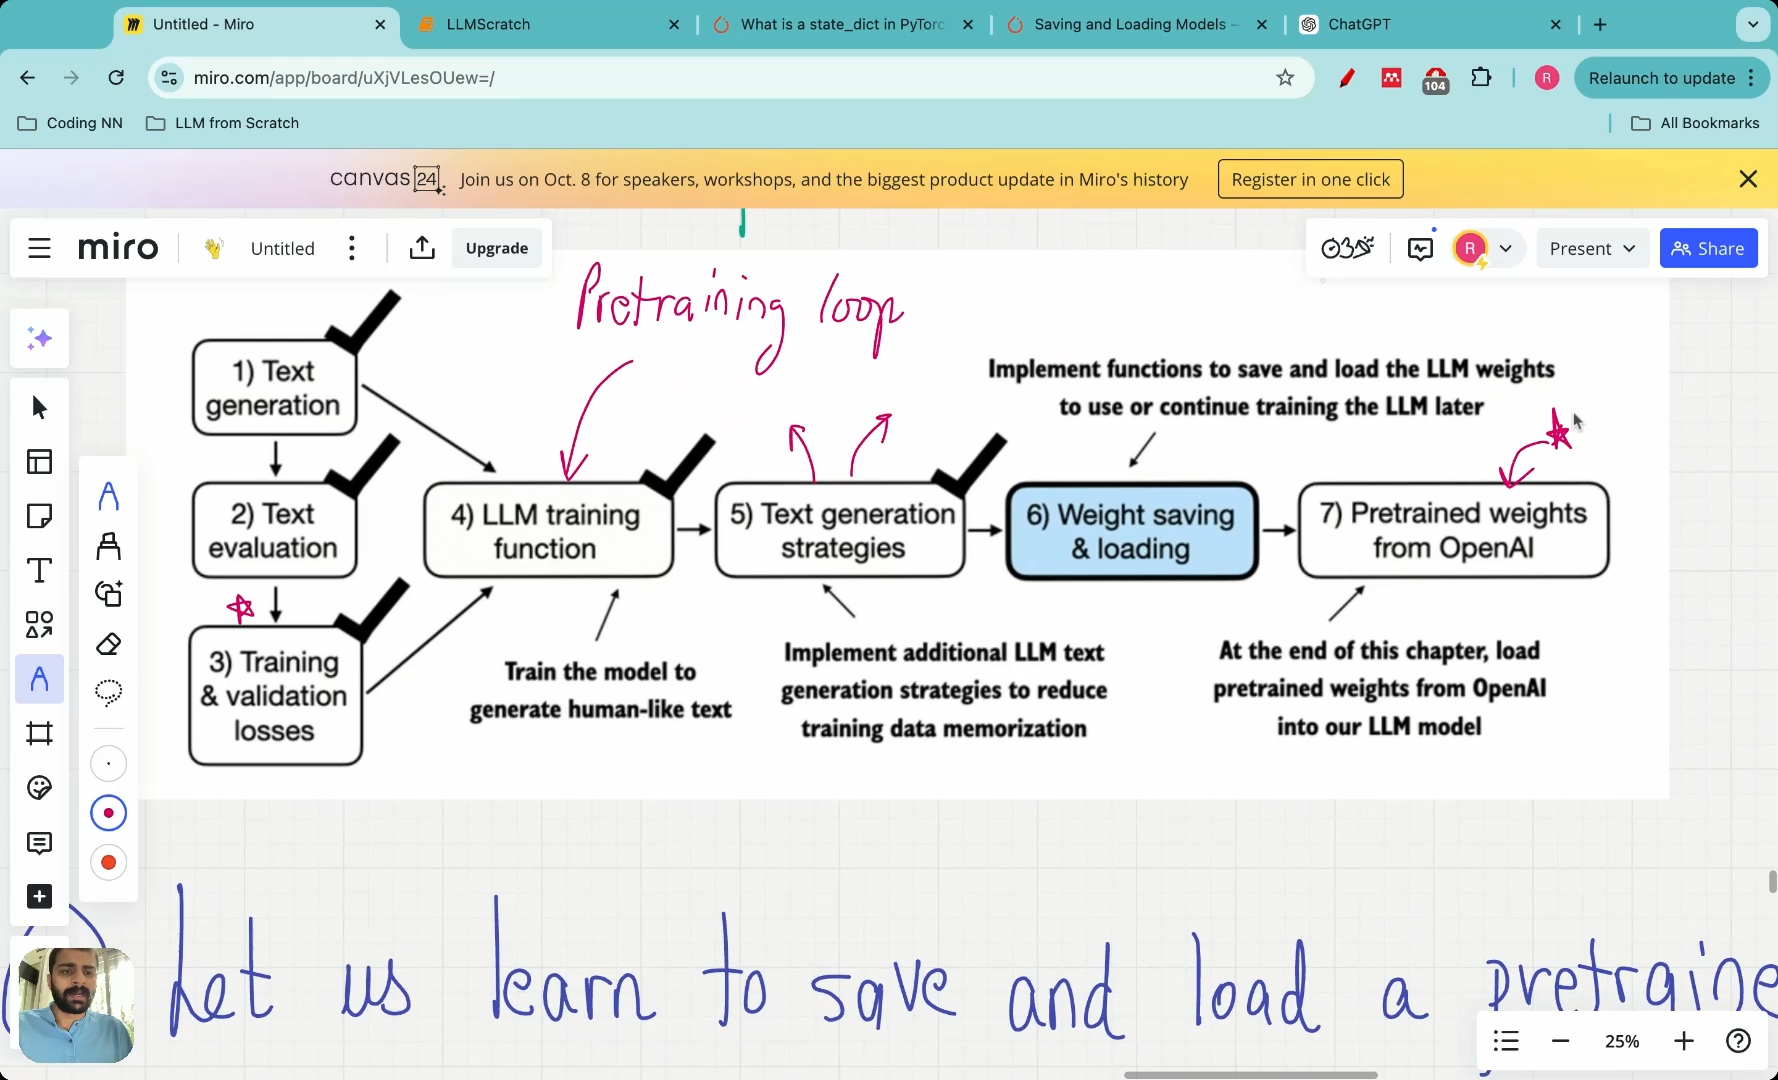 Untitled - Miro
LLMScratch
What is a state_dict in PyTorc
Saving and Loading Models –
ChatGPT
miro.com/app/board/uXjVLesOUew=/
104
R
Relaunch to update
Coding NN
LLM from Scratch
All Bookmarks
canvas 24
Join us on Oct. 8 for speakers, workshops, and the biggest product update in Miro's history
Register in one click
miro
Untitled
Upgrade
R
Present
Share
Pretraining loop
1) Text
generation
2) Text
evaluation
3) Training
& validation
losses
4) LLM training
function
Train the model to
generate human-like text
5) Text generation
strategies
Implement additional LLM text
generation strategies to reduce
training data memorization
Implement functions to save and load the LLM weights
to use or continue training the LLM later
6) Weight saving
& loading
7) Pretrained weights
from OpenAI
At the end of this chapter, load
pretrained weights from OpenAI
into our LLM model
Let us learn to save and load a pretraine
25%